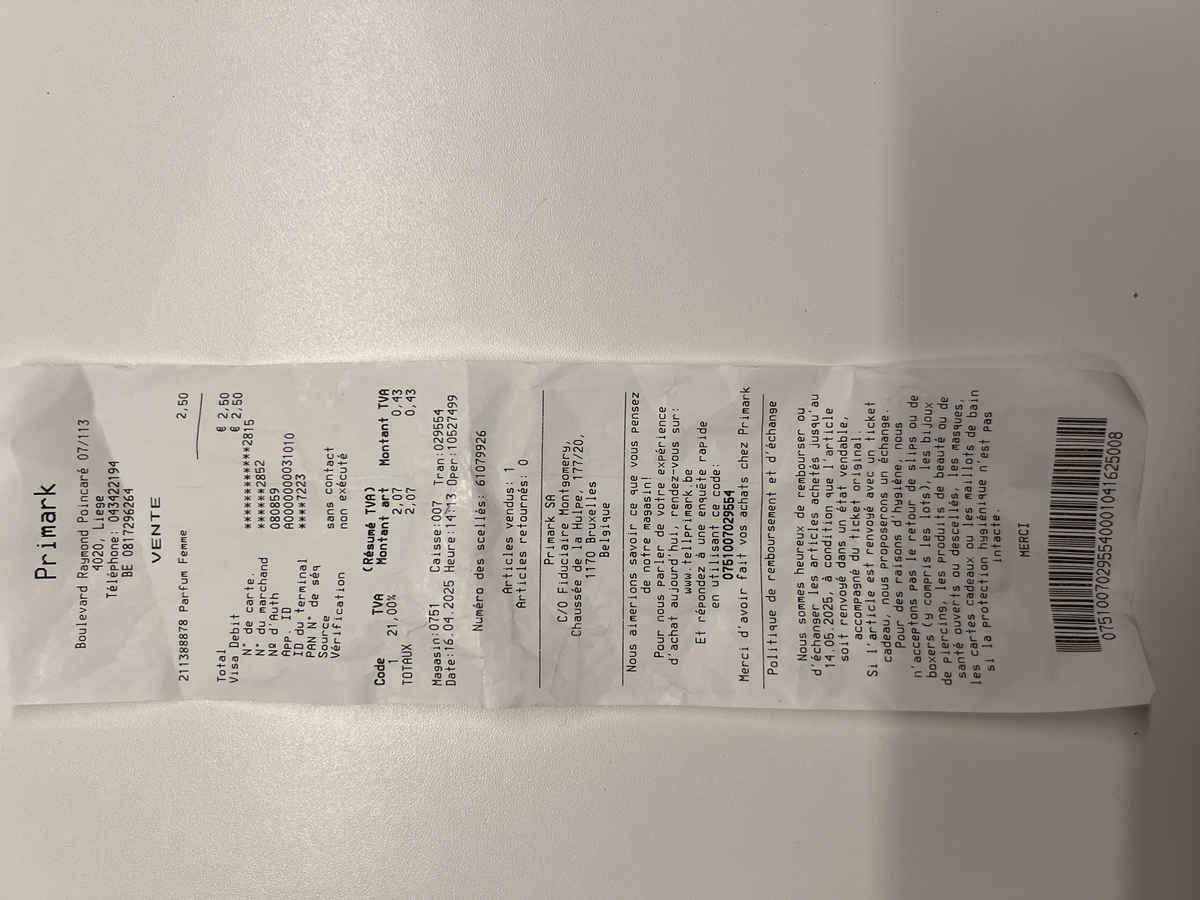 Primark
Boulevard Raymond Poincaré 07/113
4020, Liege
Téléphone: 043422194
BE 0817296264
VENTE
211388878 Parfum Femme 2,50
Total € 2,50
Visa Debit € 2,50
N° de carte. ************2815
N° du marchand ******2852
Nº d'Auth 080859
App. ID A0000000031010
ID du terminal ****7223
PAN N° de séq
Source sans contact
Vérification non exécuté
(Résumé TVA)
Code TVA Montant art Montant TVA
1 21,00% 2,07 0,43
TOTAUX 2,07 0,43
Magasin:0751 Caisse:007 Tran:029554
Date:16.04.2025 Heure:14:13 Oper:10527499
Numéro des scellés: 61079926
Articles vendus: 1
Articles retournés: 0
Primark SA
C/O Fiduciaire Montgomery,
Chaussée de la Hulpe, 177/20,
1170 Bruxelles
Belgique
Nous aimerions savoir ce que vous pensez
de notre magasin!
Pour nous parler de votre expérience
d'achat aujourd'hui, rendez-vous sur:
www.tellprimark.be
Et répondez à une enquête rapide
en utilisant ce code:
0751007029554
Merci d'avoir fait vos achats chez Primark
Politique de remboursement et d'échange
Nous sommes heureux de rembourser ou
d'échanger les articles achetés jusqu'au
14.05.2025, à condition que l'article
soit renvoyé dans un état vendable,
accompagné du ticket original.
Si l'article est renvoyé avec un ticket
cadeau, nous proposerons un échange.
Pour des raisons d'hygiène, nous
n'acceptons pas le retour de slips ou de
boxers (y compris les lots), les bijoux
de piercing, les produits de beauté ou de
santé ouverts ou descellés, les masques,
les cartes cadeaux ou les maillots de bain
si la protection hygiénique n'est pas
intacte.
MERCI
07510070295540001041625008